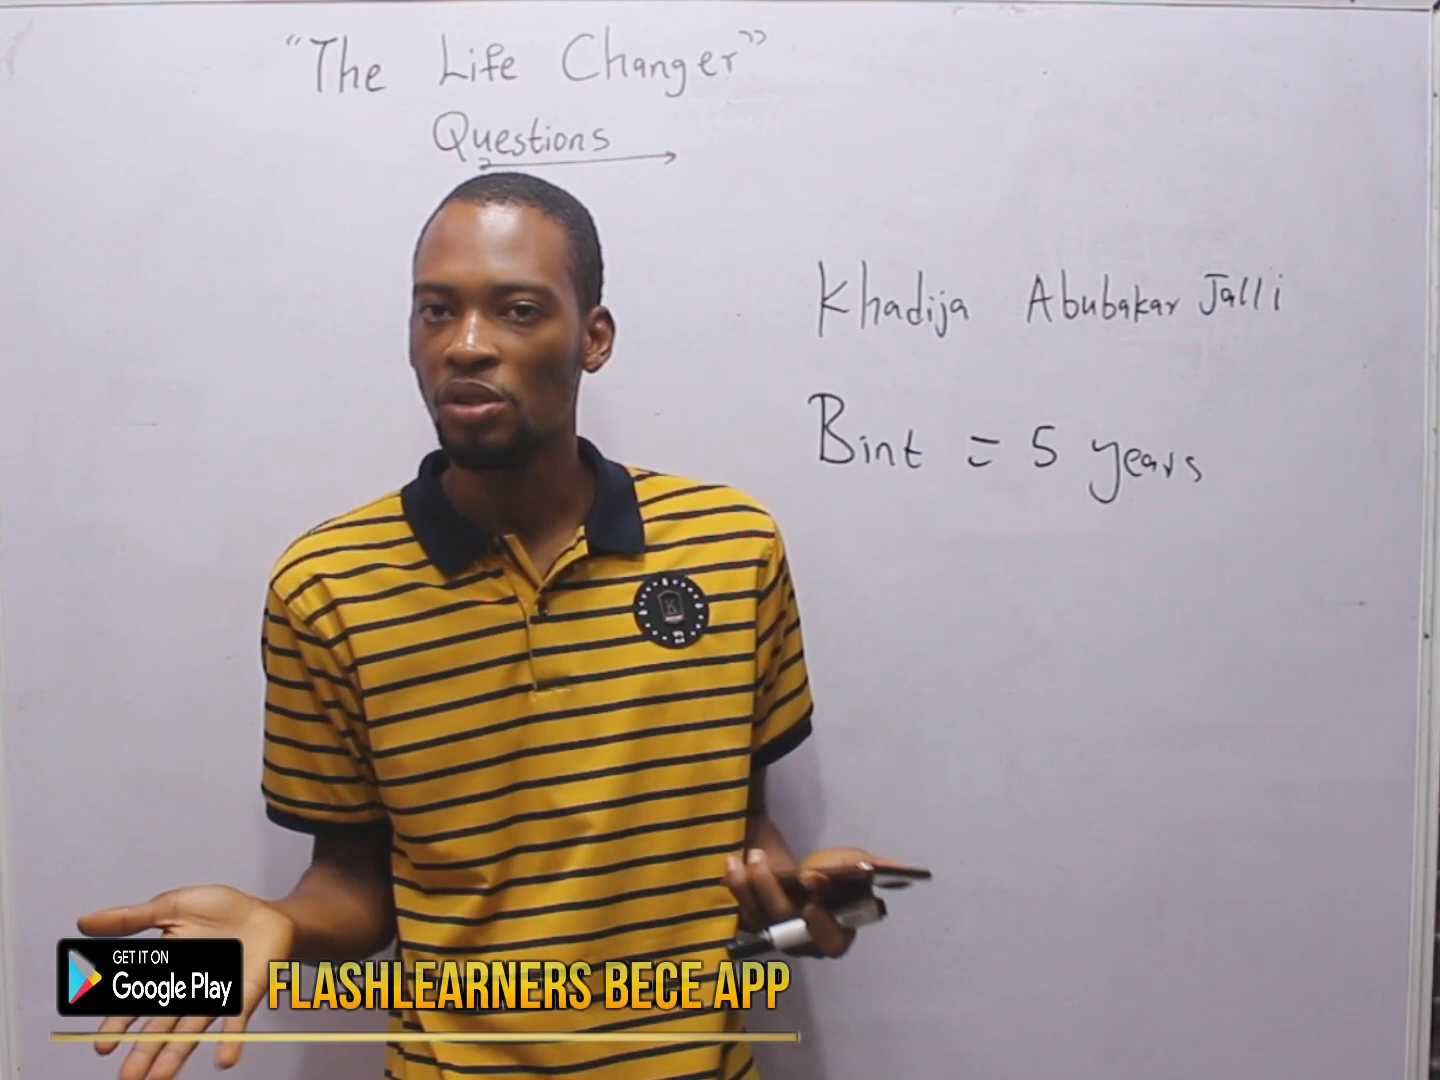 "The Life Changer"
Questions
Khadija Abubakar Jalli
Bint = 5 years
GET IT ON
Google Play
FLASHLEARNERS BECE APP